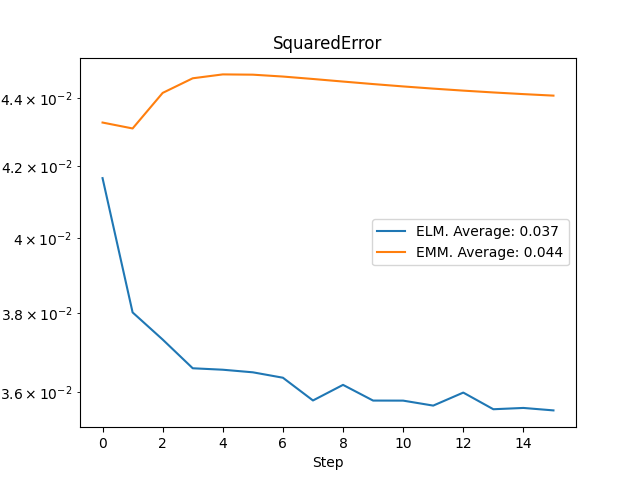 SquaredError
4.4 × 10⁻²
4.2 × 10⁻²
4 × 10⁻²
3.8 × 10⁻²
3.6 × 10⁻²
ELM. Average: 0.037
EMM. Average: 0.044
0 2 4 6 8 10 12 14
Step